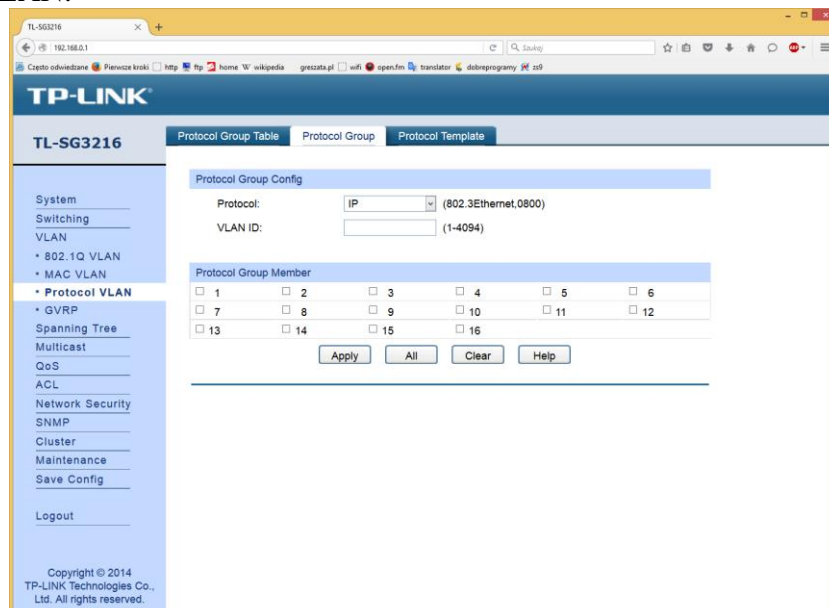 TL-SG3216
192.168.0.1
Szukaj
Często odwiedzane Pierwsze kroki http ftp home W wikipedia greszata.pl wifi open.fm translator dobreprogramy zs9
TP-LINK
TL-SG3216
Protocol Group Table Protocol Group Protocol Template
Protocol Group Config
Protocol: IP (802.3Ethernet,0800)
VLAN ID: (1-4094)
Protocol Group Member
1 2 3 4 5 6
7 8 9 10 11 12
13 14 15 16
Apply All Clear Help
System
Switching
VLAN
• 802.1Q VLAN
• MAC VLAN
• Protocol VLAN
• GVRP
Spanning Tree
Multicast
QoS
ACL
Network Security
SNMP
Cluster
Maintenance
Save Config
Logout
Copyright © 2014
TP-LINK Technologies Co.,
Ltd. All rights reserved.